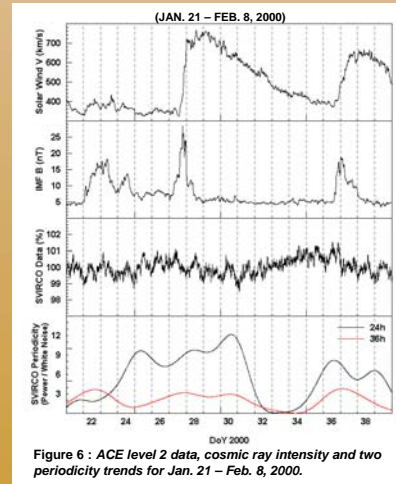 (JAN. 21 – FEB. 8, 2000)
Solar Wind V (km/s)
700
600
500
400
IMF B (nT)
25
20
15
10
5
SVIRCO Data (%)
102
101
100
99
98
SVIRCO Periodicity
(Power / White Noise)
12
9
6
3
24h
36h
22 24 26 28 30 32 34 36 38
DoY 2000
Figure 6 : ACE level 2 data, cosmic ray intensity and two
periodicity trends for Jan. 21 – Feb. 8, 2000.